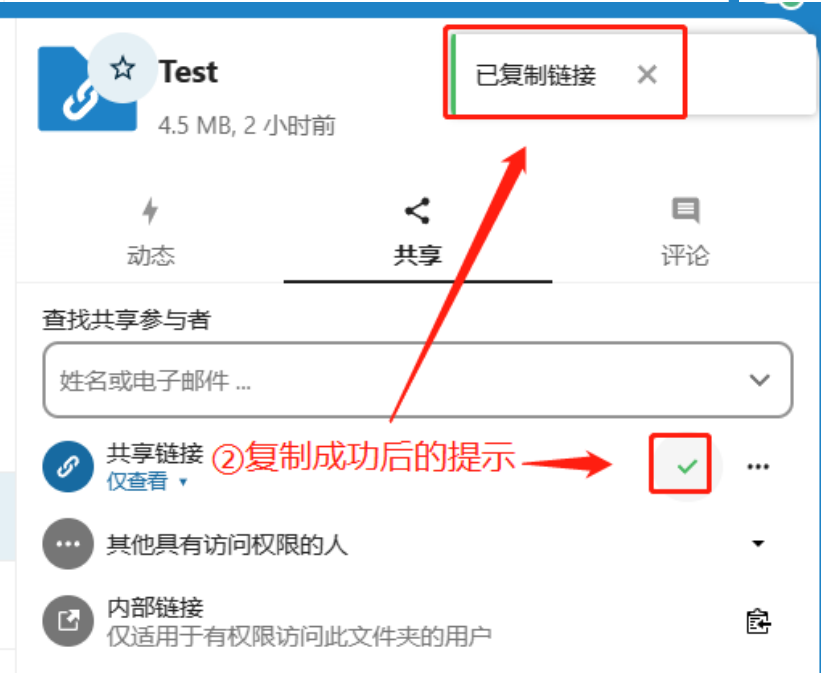 Test
已复制链接
4.5 MB, 2 小时前
动态
共享
评论
查找共享参与者
姓名或电子邮件 ...
共享链接
②复制成功后的提示
仅查看
其他具有访问权限的人
内部链接
仅适用于有权限访问此文件夹的用户